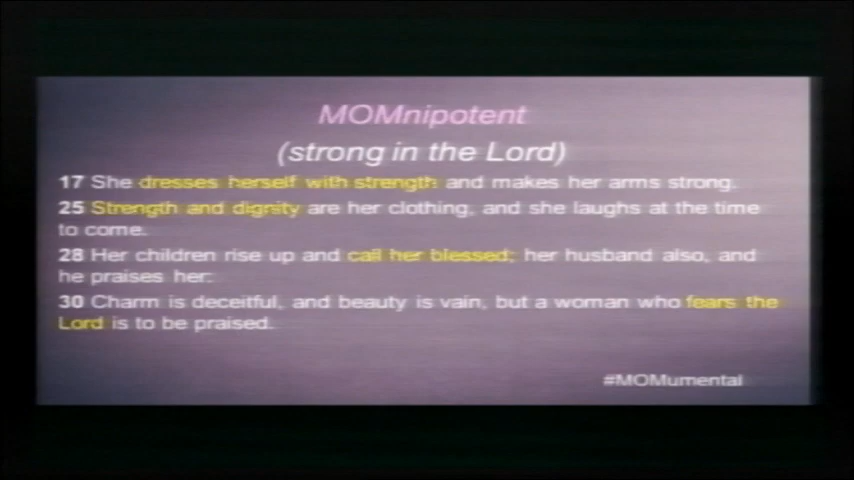 MOMnipotent
(strong in the Lord)
17 She dresses herself with strength and makes her arms strong.
25 Strength and dignity are her clothing, and she laughs at the time
to come.
28 Her children rise up and call her blessed; her husband also, and
he praises her:
30 Charm is deceitful, and beauty is vain, but a woman who fears the
Lord is to be praised.
#MOMumental